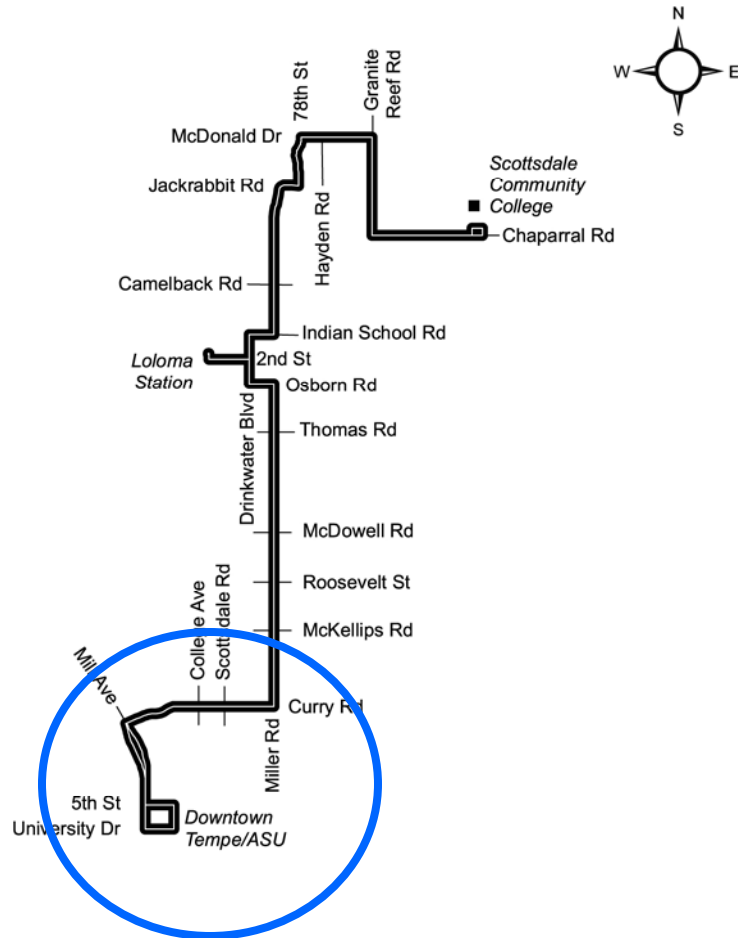 N
W
E
S
78th St
Granite
Reef Rd
McDonald Dr
Scottsdale
Community
College
Jackrabbit Rd
Hayden Rd
Chaparral Rd
Camelback Rd
Indian School Rd
Loloma
Station
2nd St
Osborn Rd
Drinkwater Blvd
Thomas Rd
McDowell Rd
Roosevelt St
College Ave
Scottsdale Rd
McKellips Rd
Mill Ave
Curry Rd
Miller Rd
5th St
University Dr
Downtown
Tempe/ASU